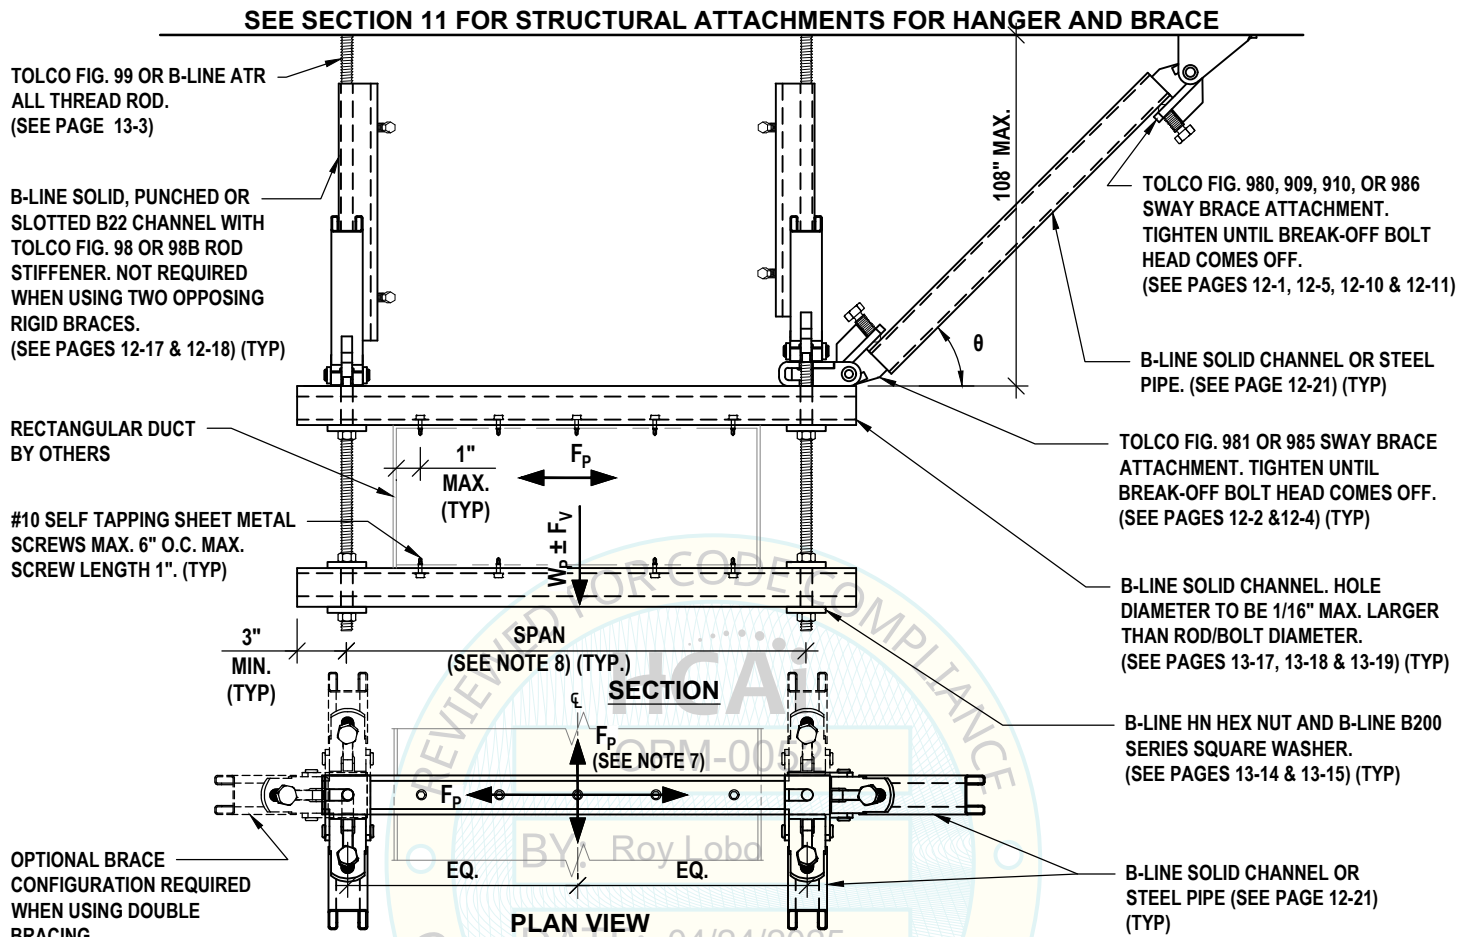 SEE SECTION 11 FOR STRUCTURAL ATTACHMENTS FOR HANGER AND BRACE
TOLCO FIG. 99 OR B-LINE ATR
ALL THREAD ROD.
(SEE PAGE 13-3)
B-LINE SOLID, PUNCHED OR
SLOTTED B22 CHANNEL WITH
TOLCO FIG. 98 OR 98B ROD
STIFFENER. NOT REQUIRED
WHEN USING TWO OPPOSING
RIGID BRACES.
(SEE PAGES 12-17 & 12-18) (TYP)
RECTANGULAR DUCT
BY OTHERS
#10 SELF TAPPING SHEET METAL
SCREWS MAX. 6" O.C. MAX.
SCREW LENGTH 1". (TYP)
108" MAX.
θ
TOLCO FIG. 980, 909, 910, OR 986
SWAY BRACE ATTACHMENT.
TIGHTEN UNTIL BREAK-OFF BOLT
HEAD COMES OFF.
(SEE PAGES 12-1, 12-5, 12-10 & 12-11)
B-LINE SOLID CHANNEL OR STEEL
PIPE. (SEE PAGE 12-21) (TYP)
TOLCO FIG. 981 OR 985 SWAY BRACE
ATTACHMENT. TIGHTEN UNTIL
BREAK-OFF BOLT HEAD COMES OFF.
(SEE PAGES 12-2 &12-4) (TYP)
B-LINE SOLID CHANNEL. HOLE
DIAMETER TO BE 1/16" MAX. LARGER
THAN ROD/BOLT DIAMETER.
(SEE PAGES 13-17, 13-18 & 13-19) (TYP)
B-LINE HN HEX NUT AND B-LINE B200
SERIES SQUARE WASHER.
(SEE PAGES 13-14 & 13-15) (TYP)
B-LINE SOLID CHANNEL OR
STEEL PIPE (SEE PAGE 12-21)
(TYP)
1"
MAX.
(TYP)
FP
WP ± FV
3"
MIN.
(TYP)
SPAN
(SEE NOTE 8) (TYP.)
SECTION
℄
FP
(SEE NOTE 7)
FP
EQ.
EQ.
PLAN VIEW
OPTIONAL BRACE
CONFIGURATION REQUIRED
WHEN USING DOUBLE
BRACING
REVIEWED FOR CODE COMPLIANCE
HCAi
OPM-0052
BY: Roy Lobo